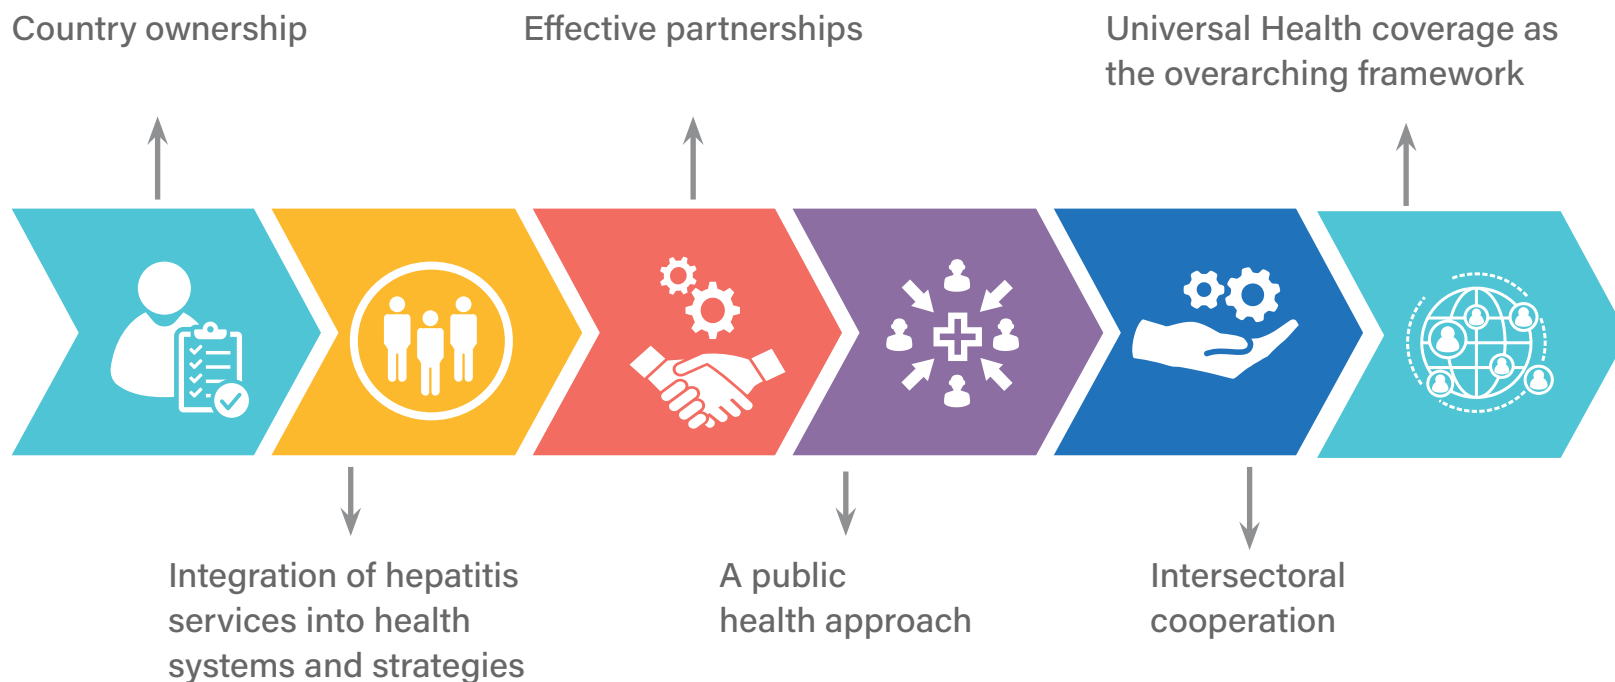 Country ownership
Effective partnerships
Universal Health coverage as
the overarching framework
Integration of hepatitis
services into health
systems and strategies
A public
health approach
Intersectoral
cooperation